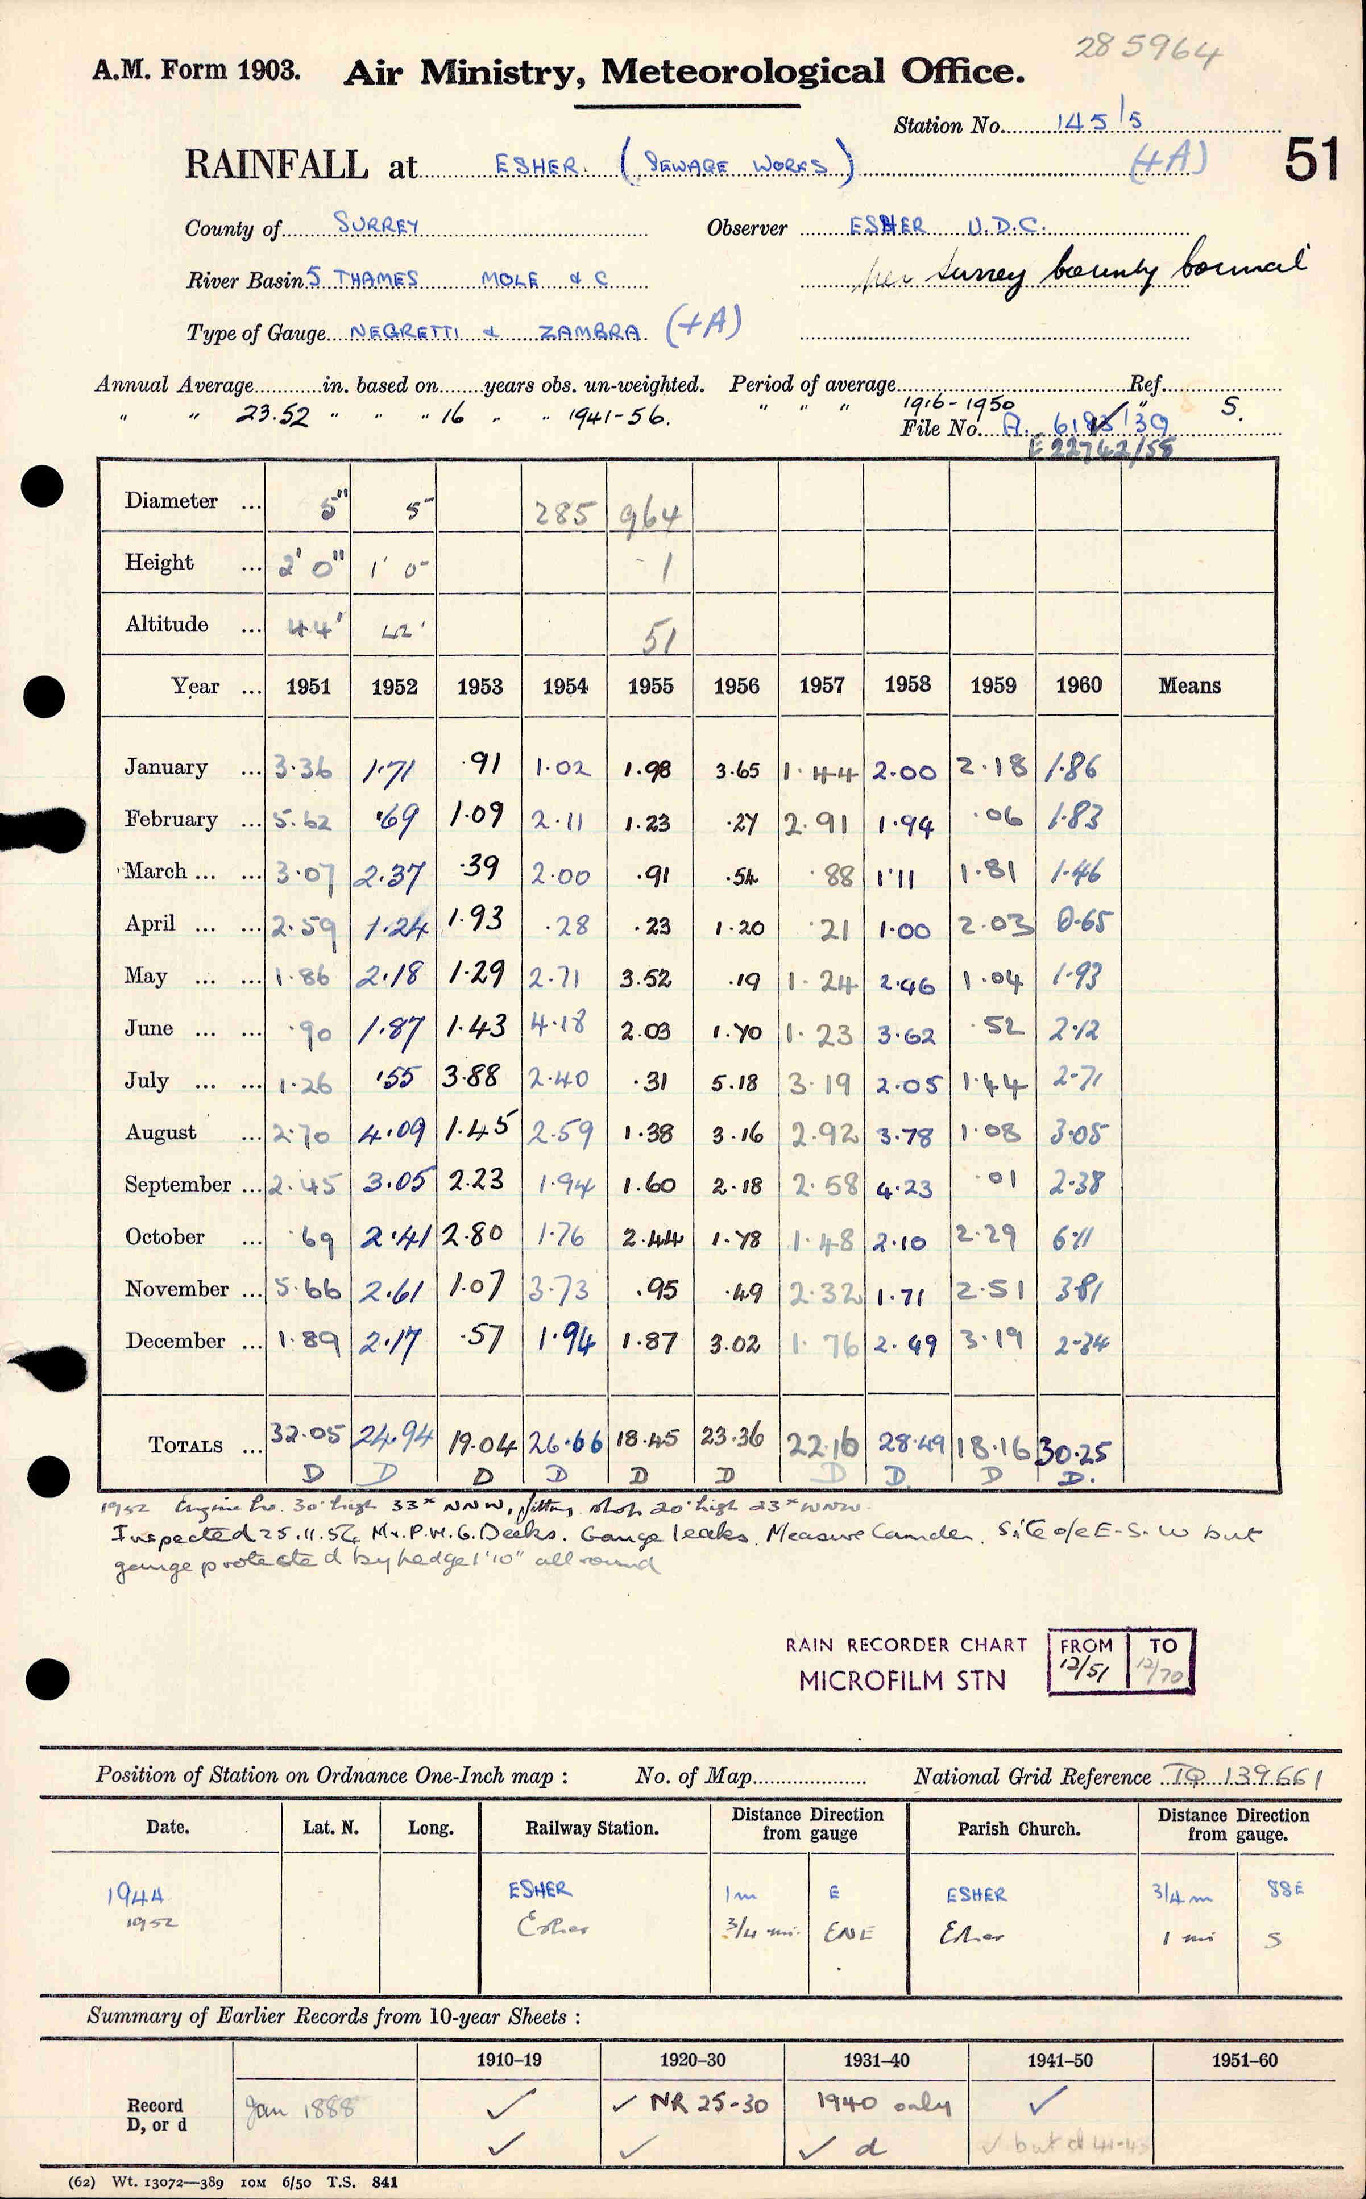 28 5964
A.M. Form 1903. Air Ministry, Meteorological Office.
Station No. 145/5
RAINFALL at ESHER. (SEWAGE WORKS) (+A) 51
County of SURREY Observer ESHER U.D.C.
River Basin 5 THAMES MOLE & C per Surrey County Council
Type of Gauge NEGRETTI & ZAMBRA (+A)
Annual Average in. based on years obs. un-weighted. Period of average Ref.
" " 23.52 " " " 16 " " 1941-56. " " " 1916-1950 " S.
File No. A. 6183/39
E 22742/58
Diameter ... 5" 5" 285 964
Height ... 2' 0" 1' 0" - 1
Altitude ... 44' 42' 51
Year ... 1951 1952 1953 1954 1955 1956 1957 1958 1959 1960 Means
January ... 3.36 1.71 .91 1.02 1.98 3.65 1.44 2.00 2.18 1.86
February ... 5.62 .69 1.09 2.11 1.23 .27 2.91 1.94 .06 1.83
March ... ... 3.07 2.37 .39 2.00 .91 .54 .88 1.11 1.81 1.46
April ... ... 2.59 1.24 1.93 .28 .23 1.20 .21 1.00 2.03 0.65
May ... ... 1.86 2.18 1.29 2.71 3.52 .19 1.24 2.46 1.04 1.93
June ... ... .90 1.87 1.43 4.18 2.03 1.70 1.23 3.62 .52 2.12
July ... ... 1.26 .55 3.88 2.40 .31 5.18 3.19 2.05 1.44 2.71
August ... 2.70 4.09 1.45 2.59 1.38 3.16 2.92 3.78 1.08 3.05
September ... 2.45 3.05 2.23 1.94 1.60 2.18 2.58 4.23 .01 2.38
October ... .69 2.41 2.80 1.76 2.44 1.78 1.48 2.10 2.29 6.11
November ... 5.66 2.61 1.07 3.73 .95 .49 2.32 1.71 2.51 3.81
December ... 1.89 2.17 .57 1.94 1.87 3.02 1.76 2.49 3.19 2.34
TOTALS ... 32.05 24.94 19.04 26.66 18.45 23.36 22.16 28.49 18.16 30.25
D D D D D D D D. D D.
1952 Engine Ho. 30' high 33x NNW, fitting shop 20' high 23x WNW.
Inspected 25.11.54 Mr. P.W.G. Deeks. Gauge leaks. Measure Camden. Site o/e E-S-W but
gauge protected by hedge 1'10" all round
RAIN RECORDER CHART FROM TO
MICROFILM STN 12/51 12/70
Position of Station on Ordnance One-Inch map : No. of Map National Grid Reference TQ 139661
Date. Lat. N. Long. Railway Station. Distance Direction from gauge Parish Church. Distance Direction from gauge.
1944 ESHER 1m E ESHER 3/4 m SSE
1952 Esher 3/4 mi. ENE Esher 1 mi S
Summary of Earlier Records from 10-year Sheets :
1910–19 1920–30 1931–40 1941–50 1951–60
Record Jan 1888 ✓ ✓ NR 25-30 1940 only ✓
D, or d ✓ ✓ ✓ d ✓ but d 41-4
(62) Wt. 13072—389 10M 6/50 T.S. 841